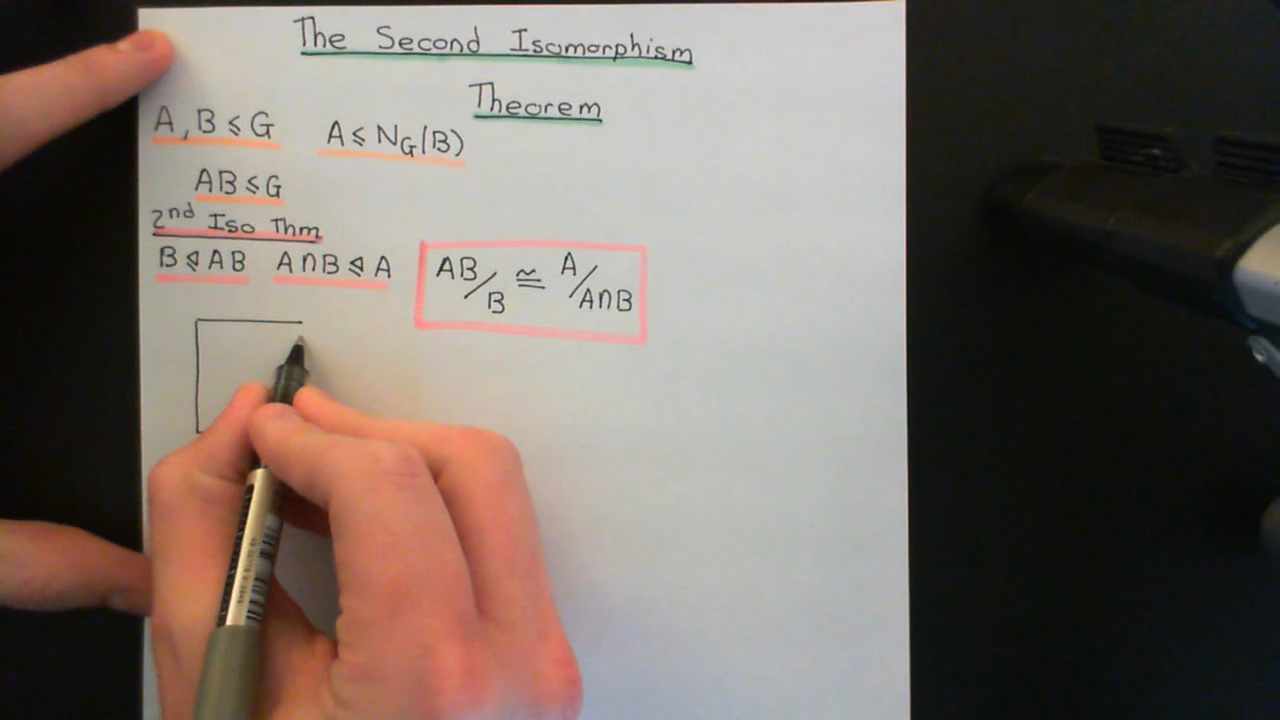 The Second Isomorphism
Theorem
A, B ≤ G A ≤ N_G(B)
AB ≤ G
2nd Iso Thm
B ⊴ AB A∩B ⊴ A AB/B ≅ A/A∩B